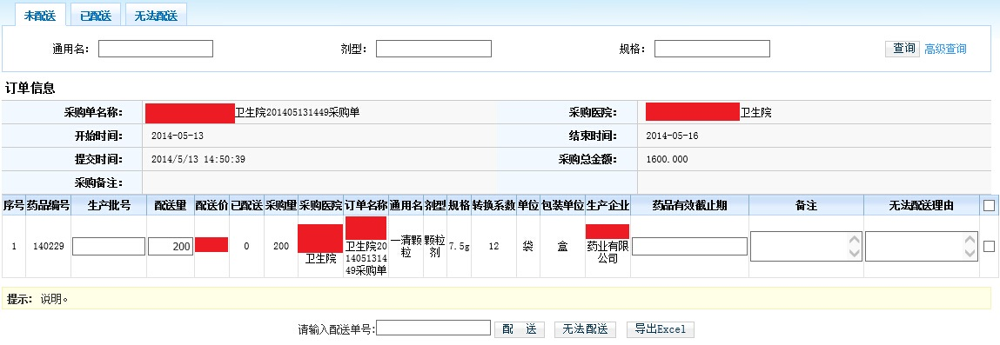 未配送 已配送 无法配送
通用名： 剂型： 规格： 查询 高级查询
订单信息
采购单名称： 卫生院201405131449采购单 采购医院： 卫生院
开始时间： 2014-05-13 结束时间： 2014-05-16
提交时间： 2014/5/13 14:50:39 采购总金额： 1600.000
采购备注：
序号 药品编号 生产批号 配送量 配送价 已配送 采购量 采购医院 订单名称 通用名 剂型 规格 转换系数 单位 包装单位 生产企业 药品有效截止期 备注 无法配送理由
1 140229 200 0 200 卫生院 卫生院201405131449采购单 一清颗粒 颗粒剂 7.5g 12 袋 盒 药业有限公司
提示： 说明。
请输入配送单号: 配 送 无法配送 导出Excel